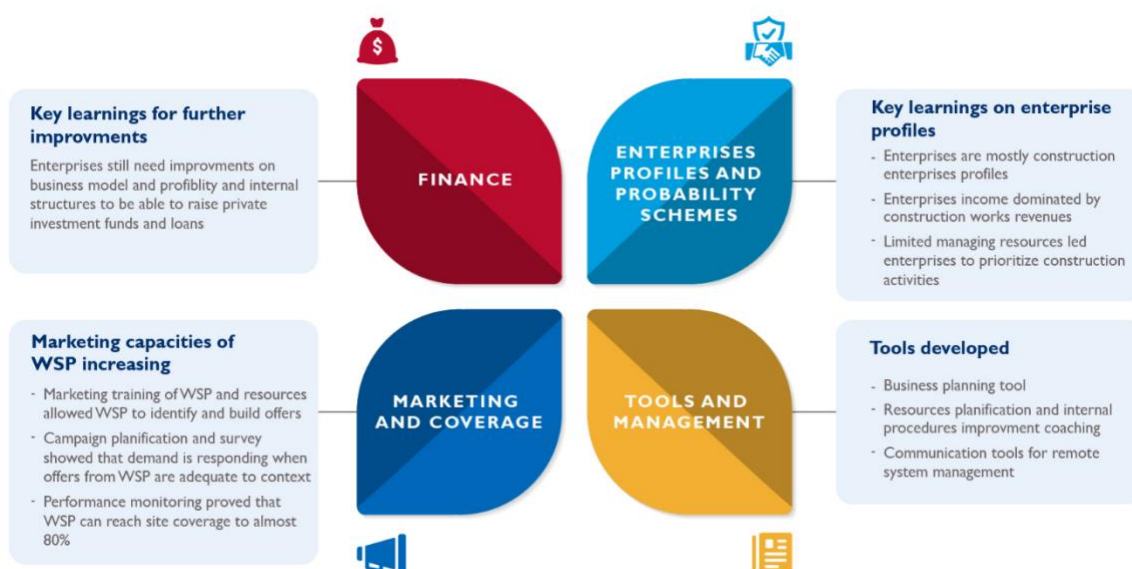 $
Key learnings for further
improvments
Enterprises still need improvments on
business model and profiblity and internal
structures to be able to raise private
investment funds and loans
FINANCE
ENTERPRISES
PROFILES AND
PROBABILITY
SCHEMES
Key learnings on enterprise
profiles
- Enterprises are mostly construction
enterprises profiles
- Enterprises income dominated by
construction works revenues
- Limited managing resources led
enterprises to prioritize construction
activities
Marketing capacities of
WSP increasing
- Marketing training of WSP and resources
allowed WSP to identify and build offers
- Campaign planification and survey
showed that demand is responding when
offers from WSP are adequate to context
- Performance monitoring proved that
WSP can reach site coverage to almost
80%
MARKETING
AND COVERAGE
TOOLS AND
MANAGEMENT
Tools developed
- Business planning tool
- Resources planification and internal
procedures improvment coaching
- Communication tools for remote
system management